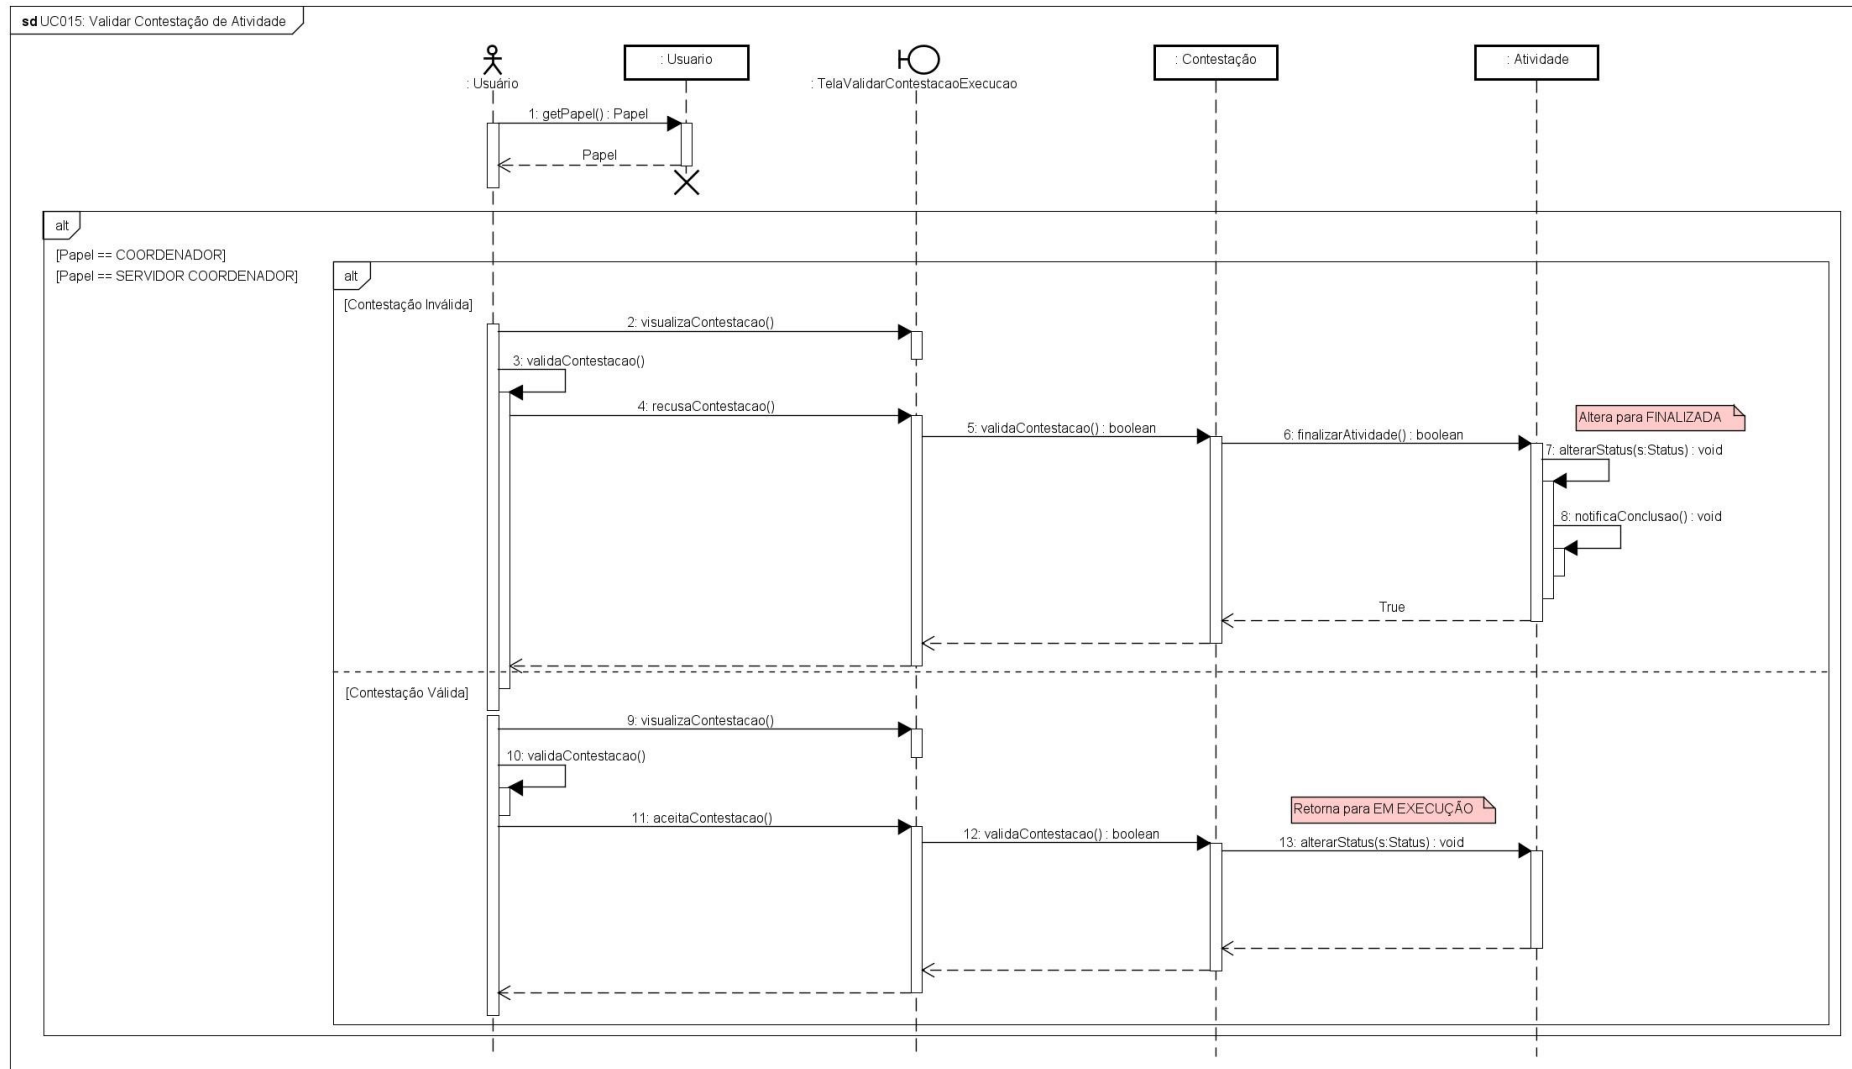 sd UC015: Validar Contestação de Atividade
: Usuário
: Usuario
: TelaValidarContestacaoExecucao
: Contestação
: Atividade
1: getPapel() : Papel
Papel
alt
[Papel == COORDENADOR]
[Papel == SERVIDOR COORDENADOR]
alt
[Contestação Inválida]
2: visualizaContestacao()
3: validaContestacao()
4: recusaContestacao()
5: validaContestacao() : boolean
6: finalizarAtividade() : boolean
Altera para FINALIZADA
7: alterarStatus(s:Status) : void
8: notificaConclusao() : void
True
[Contestação Válida]
9: visualizaContestacao()
10: validaContestacao()
11: aceitaContestacao()
12: validaContestacao() : boolean
Retorna para EM EXECUÇÃO
13: alterarStatus(s:Status) : void